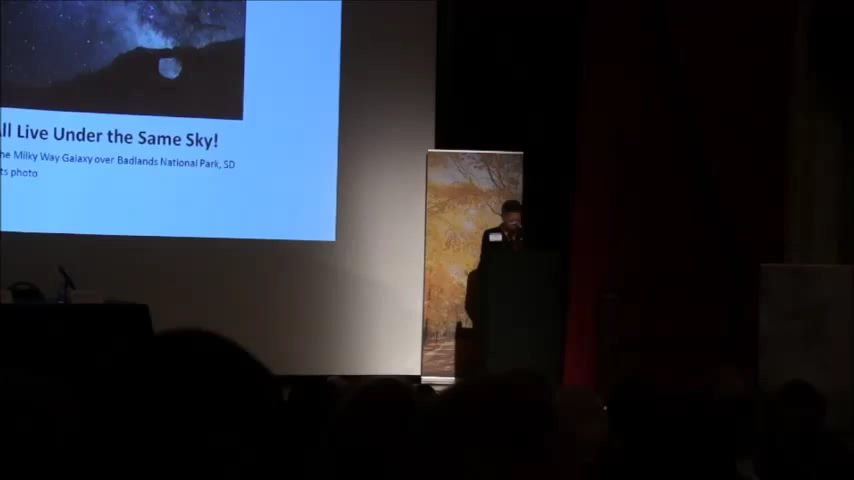 ll Live Under the Same Sky!
he Milky Way Galaxy over Badlands National Park, SD
ts photo